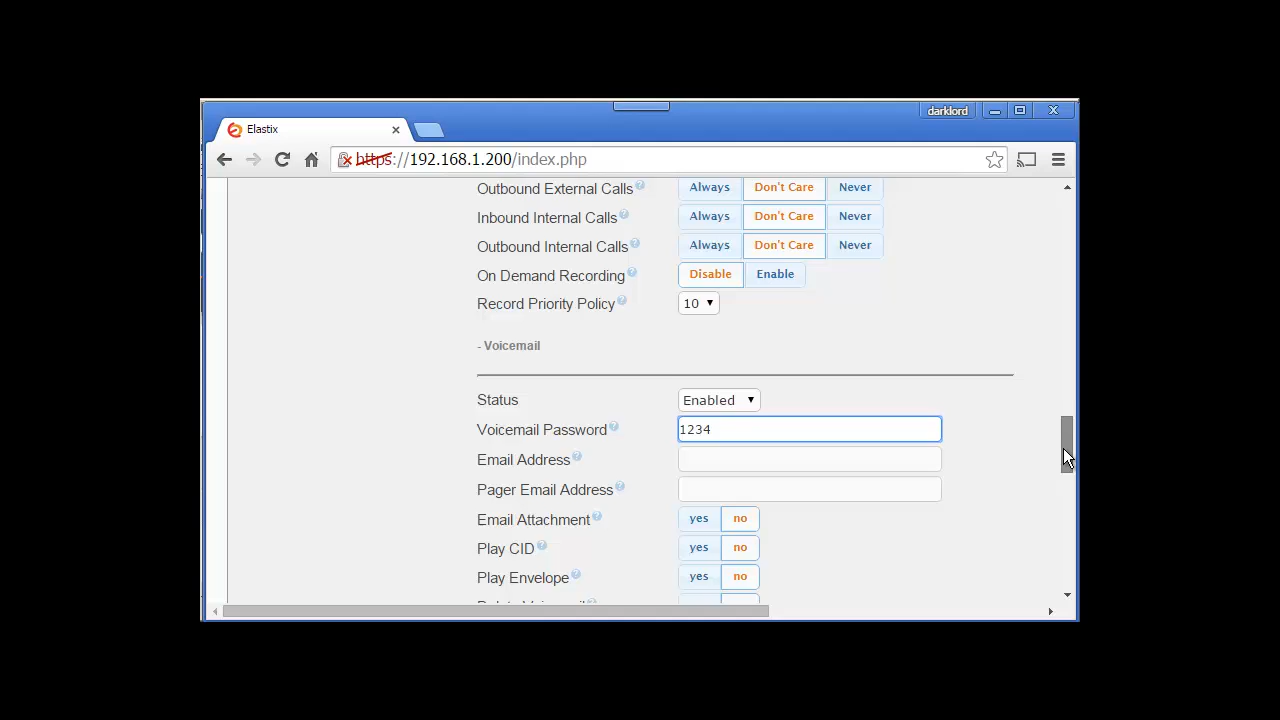 darklord
Elastix
https://192.168.1.200/index.php
Outbound External Calls Always Don't Care Never
Inbound Internal Calls Always Don't Care Never
Outbound Internal Calls Always Don't Care Never
On Demand Recording Disable Enable
Record Priority Policy 10
- Voicemail
Status Enabled
Voicemail Password 1234
Email Address
Pager Email Address
Email Attachment yes no
Play CID yes no
Play Envelope yes no